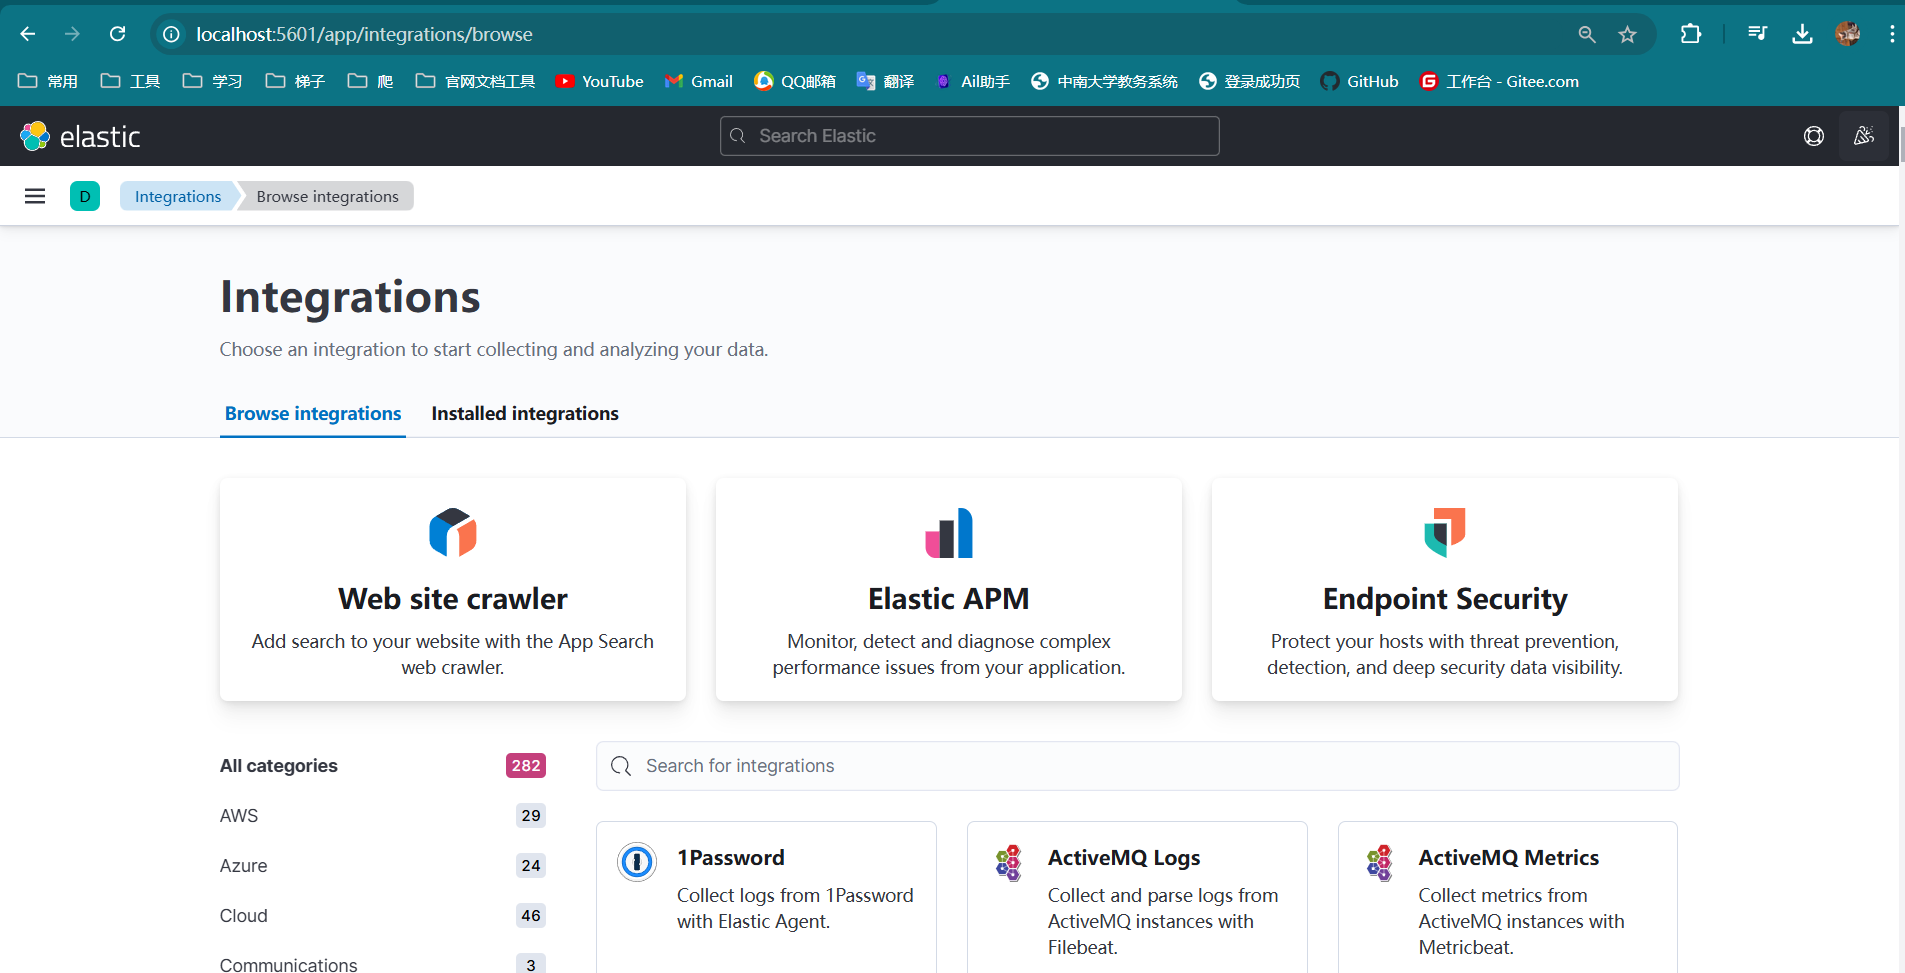 localhost:5601/app/integrations/browse
常用 工具 学习 梯子 爬 官网文档工具 YouTube Gmail QQ邮箱 翻译 Ail助手 中南大学教务系统 登录成功页 GitHub 工作台 - Gitee.com
elastic Search Elastic
D Integrations Browse integrations
Integrations
Choose an integration to start collecting and analyzing your data.
Browse integrations Installed integrations
Web site crawler
Add search to your website with the App Search
web crawler.
Elastic APM
Monitor, detect and diagnose complex
performance issues from your application.
Endpoint Security
Protect your hosts with threat prevention,
detection, and deep security data visibility.
All categories 282
AWS 29
Azure 24
Cloud 46
Communications 3
Search for integrations
1Password
Collect logs from 1Password
with Elastic Agent.
ActiveMQ Logs
Collect and parse logs from
ActiveMQ instances with
Filebeat.
ActiveMQ Metrics
Collect metrics from
ActiveMQ instances with
Metricbeat.